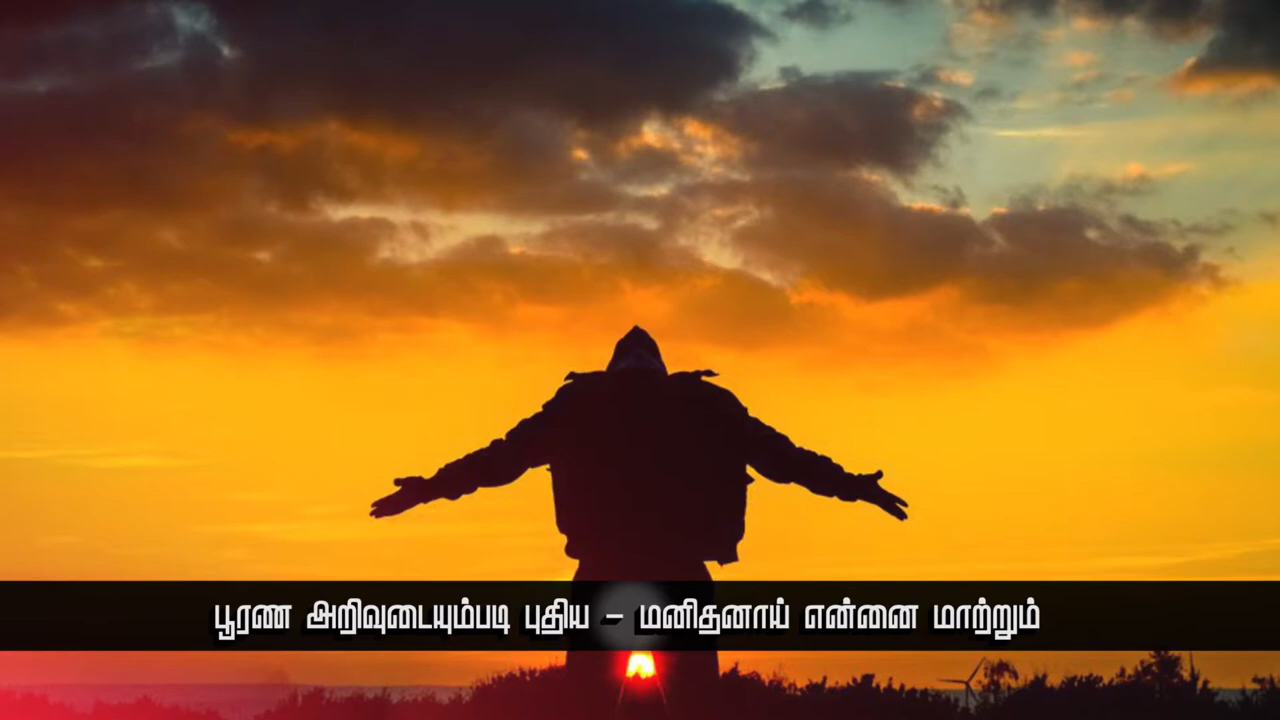 பூரண அறிவுடையும்படி புதிய - மனிதனாய் என்னை மாற்றும்